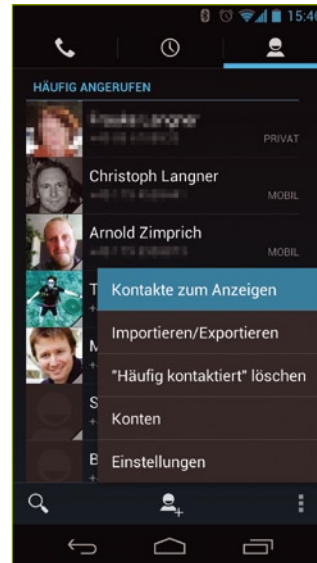 15:46
HÄUFIG ANGERUFEN
Langner
PRIVAT
Christoph Langner
MOBIL
Arnold Zimprich
MOBIL
T
Kontakte zum Anzeigen
+
Importieren/Exportieren
M
+
"Häufig kontaktiert" löschen
S
Konten
+
B
Einstellungen
+